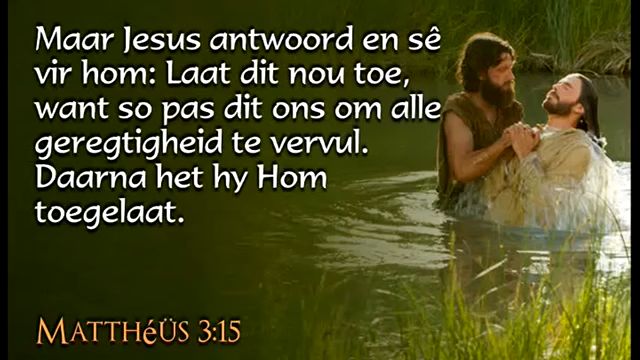 Maar Jesus antwoord en sê
vir hom: Laat dit nou toe,
want so pas dit ons om alle
geregtigheid te vervul.
Daarna het hy Hom
toegelaat.
Matthéüs 3:15